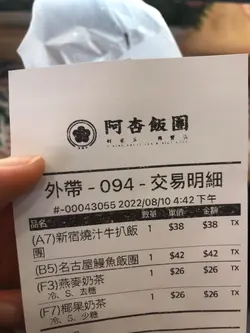 阿杏飯團
外帶 - 094 - 交易明細
#-00043055 2022/08/10 4:42 下午
品名 數量 單價 金額
(A7)新宿燒汁牛扒飯 1 $38 $38 TX
團
(B5)名古屋鰻魚飯團 1 $42 $42 TX
(F3)燕麥奶茶 1 $26 $26 TX
冷, S, 去糖
(F7)椰果奶茶 1 $26 $26 TX
冷, S, 少糖